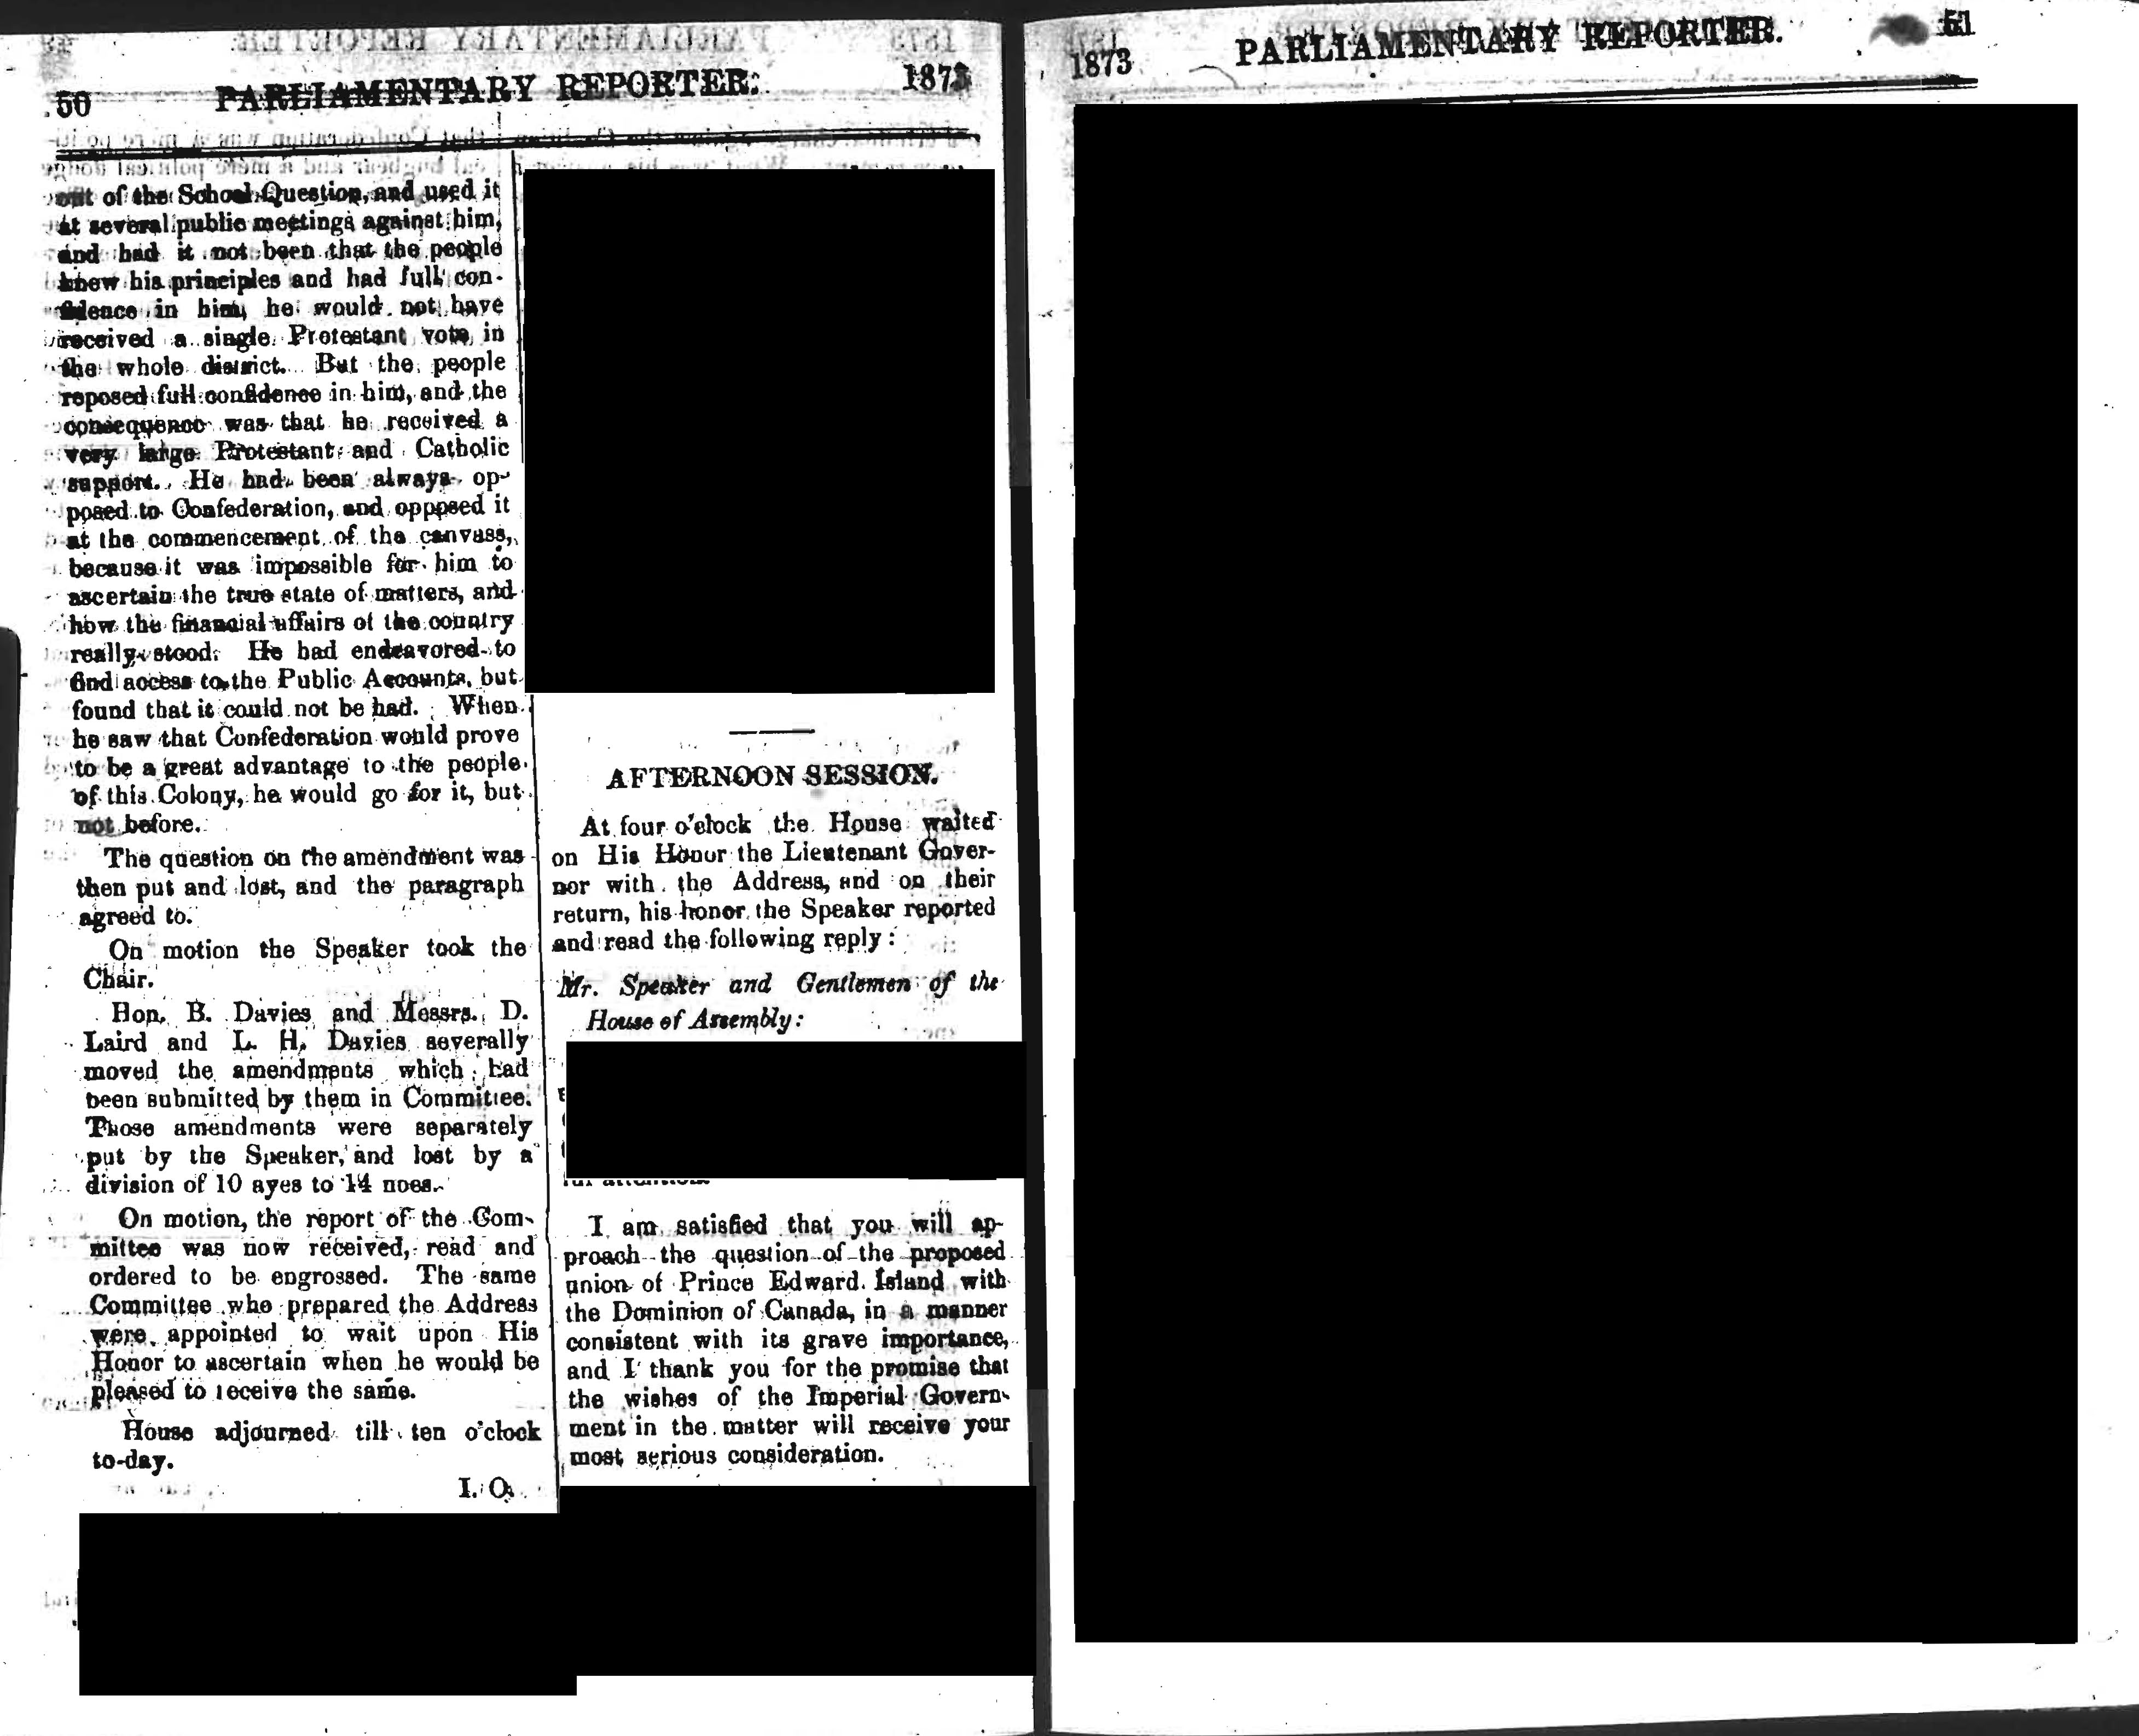 50 PARLIAMENTARY REPORTER. 1873
out of the School Question, and used it
at several public meetings against him,
and had it not been that the people
knew his principles and had full con-
fidence in him, he would not have
received a single Protestant vote in
the whole district. But the people
reposed full confidence in him, and the
consequence was that he received a
very large Protestant and Catholic
support. He had been always op-
posed to Confederation, and opposed it
at the commencement of the canvass,
because it was impossible for him to
ascertain the true state of matters, and
how the financial affairs of the country
really stood. He had endeavored to
find access to the Public Accounts, but
found that it could not be had. When
he saw that Confederation would prove
to be a great advantage to the people
of this Colony, he would go for it, but
not before.
The question on the amendment was
then put and lost, and the paragraph
agreed to.
On motion the Speaker took the
Chair.
Hon. B. Davies and Messrs. D.
Laird and L. H. Davies severally
moved the amendments which had
been submitted by them in Committee.
Those amendments were separately
put by the Speaker, and lost by a
division of 10 ayes to 14 noes.
On motion, the report of the Com-
mittee was now received, read and
ordered to be engrossed. The same
Committee who prepared the Address
were appointed to wait upon His
Honor to ascertain when he would be
pleased to receive the same.
House adjourned till ten o'clock
to-day.
I. O.
AFTERNOON SESSION.
At four o'clock the House waited
on His Honor the Lieutenant Gover-
nor with the Address, and on their
return, his honor the Speaker reported
and read the following reply:
Mr. Speaker and Gentlemen of the
House of Assembly:
I am satisfied that you will ap-
proach the question of the proposed
union of Prince Edward Island with
the Dominion of Canada, in a manner
consistent with its grave importance,
and I thank you for the promise that
the wishes of the Imperial Govern-
ment in the matter will receive your
most serious consideration.
1873 PARLIAMENTARY REPORTER. 51